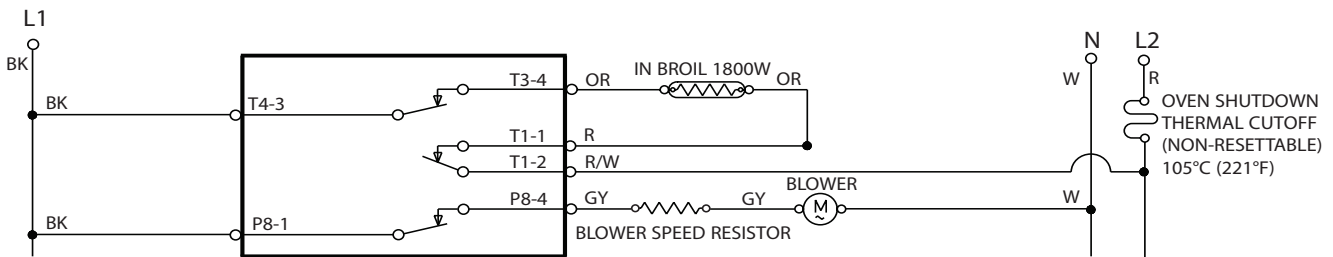 L1
BK
BK
T4-3
T3-4
OR
IN BROIL 1800W
OR
T1-1
R
T1-2
R/W
BK
P8-1
P8-4
GY
GY
BLOWER
M
~
BLOWER SPEED RESISTOR
W
N
L2
W
R
OVEN SHUTDOWN
THERMAL CUTOFF
(NON-RESETTABLE)
105°C (221°F)